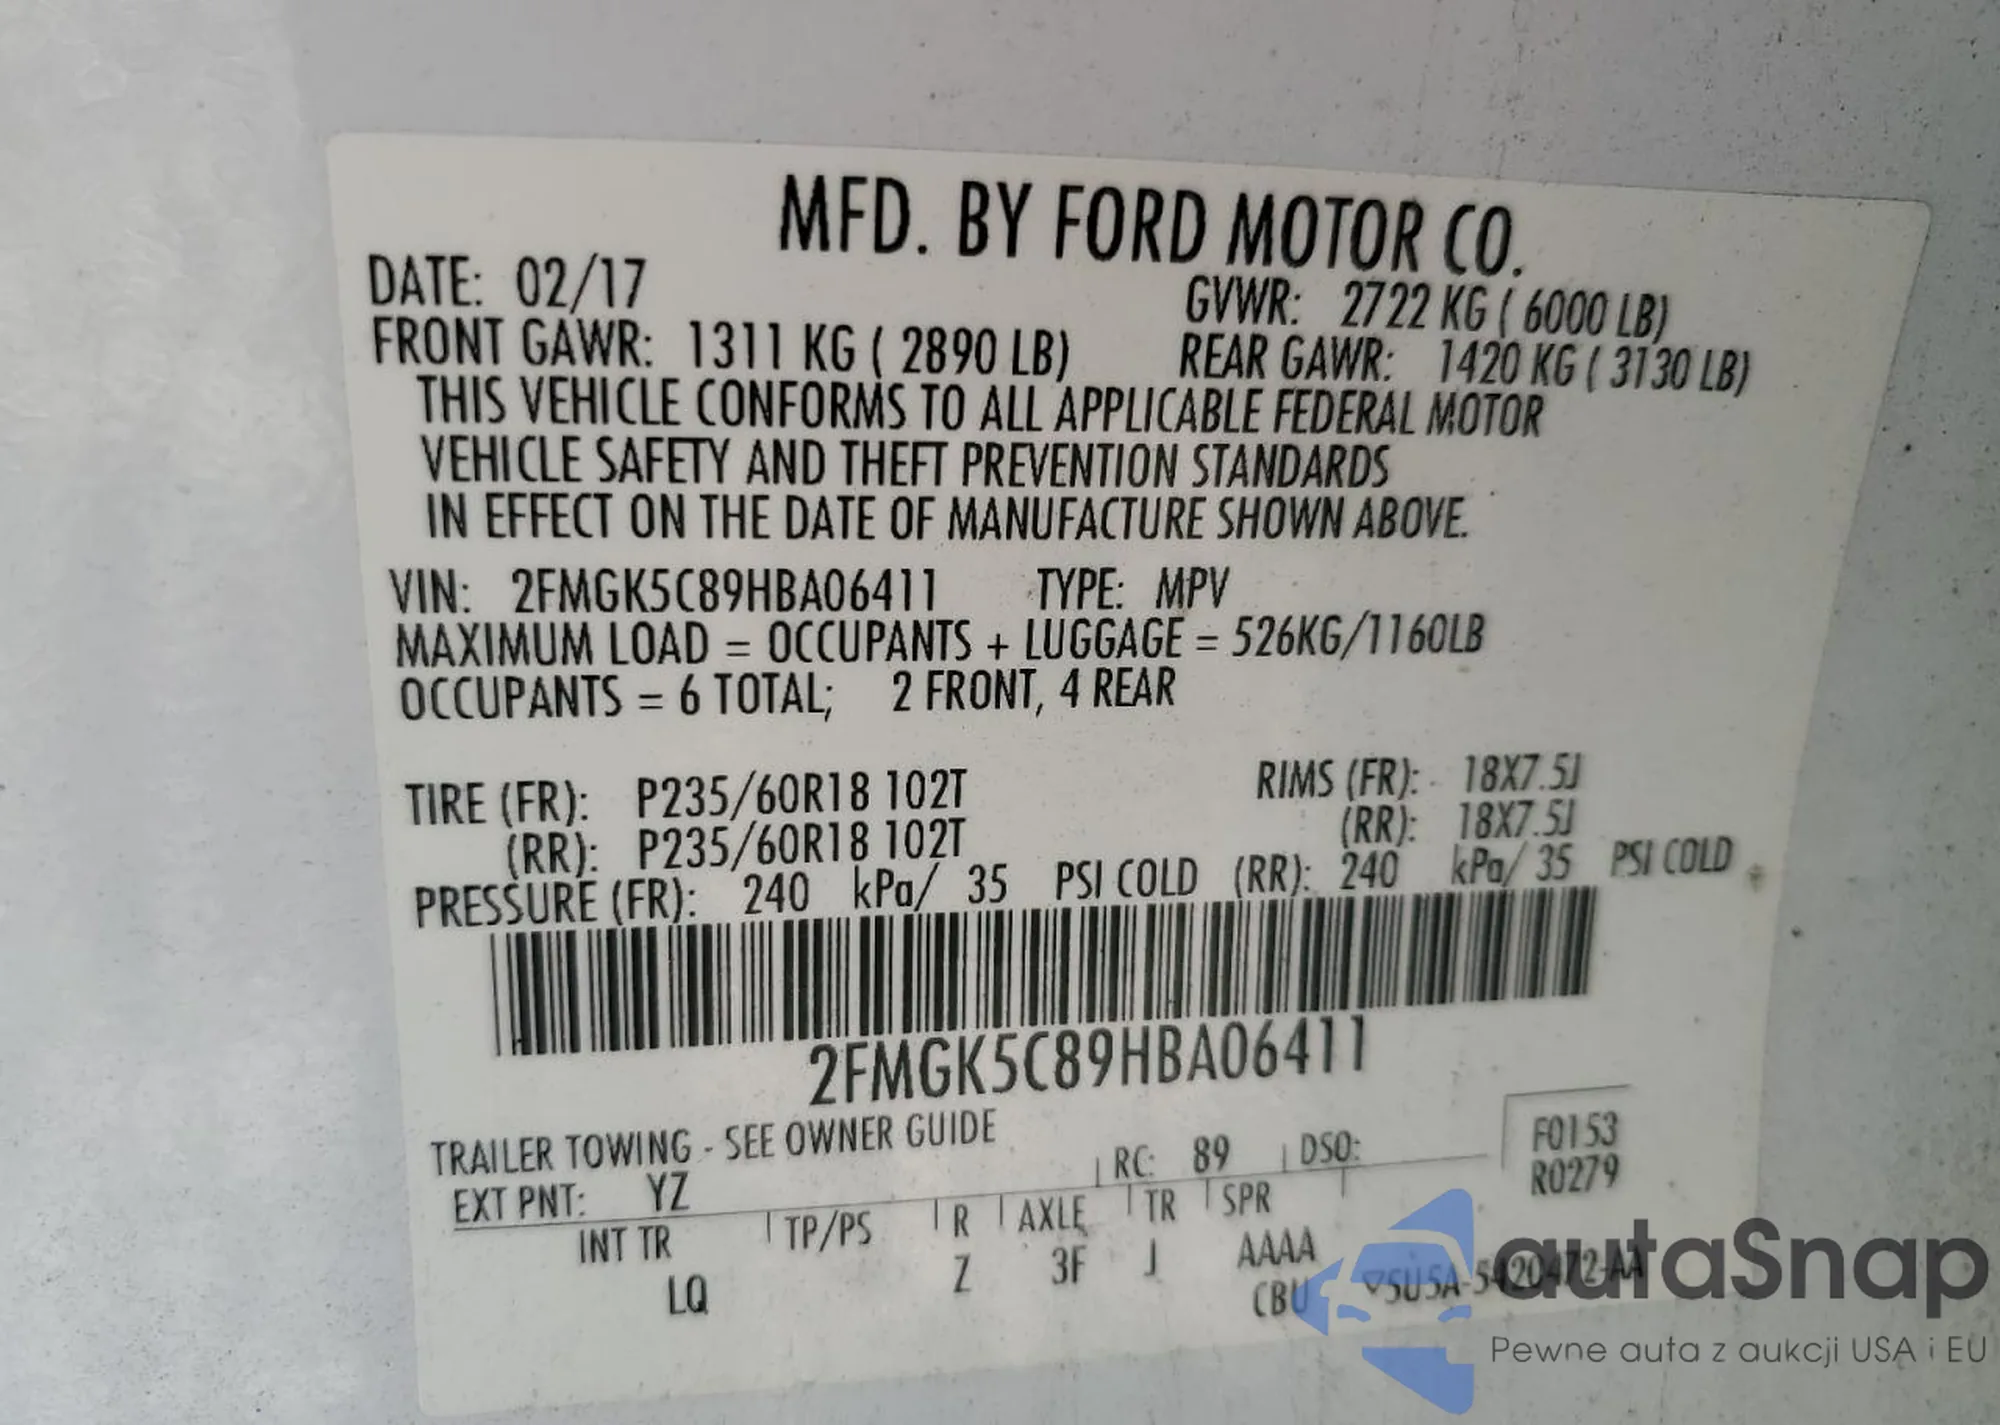 MFD. BY FORD MOTOR CO.
DATE: 02/17 GVWR: 2722 KG ( 6000 LB)
FRONT GAWR: 1311 KG ( 2890 LB) REAR GAWR: 1420 KG ( 3130 LB)
THIS VEHICLE CONFORMS TO ALL APPLICABLE FEDERAL MOTOR
VEHICLE SAFETY AND THEFT PREVENTION STANDARDS
IN EFFECT ON THE DATE OF MANUFACTURE SHOWN ABOVE.
VIN: 2FMGK5C89HBA06411 TYPE: MPV
MAXIMUM LOAD = OCCUPANTS + LUGGAGE = 526KG/1160LB
OCCUPANTS = 6 TOTAL; 2 FRONT, 4 REAR
TIRE (FR): P235/60R18 102T RIMS (FR): 18X7.5J
(RR): P235/60R18 102T (RR): 18X7.5J
PRESSURE (FR): 240 kPa/ 35 PSI COLD (RR): 240 kPa/ 35 PSI COLD
2FMGK5C89HBA06411
TRAILER TOWING - SEE OWNER GUIDE
F0153
R0279
EXT PNT: YZ RC: 89 DSO:
INT TR TP/PS R AXLE TR SPR
LQ Z 3F J AAAA
CBU 5U5A-5420472-AA
autaSnap
Pewne auta z aukcji USA i EU